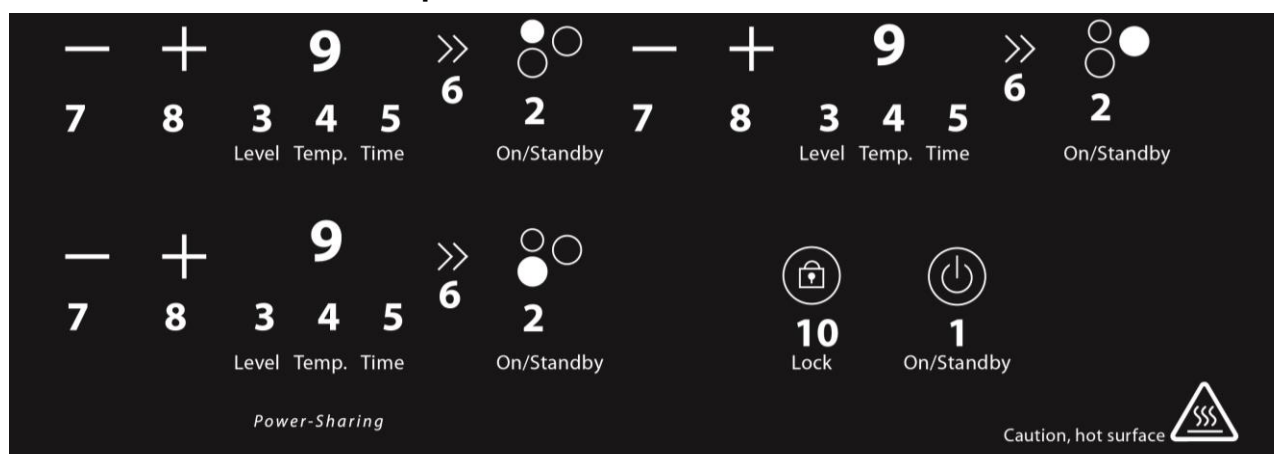 9 9
6 6
7 8 3 4 5 2 7 8 3 4 5 2
Level Temp. Time On/Standby Level Temp. Time On/Standby
9
6
7 8 3 4 5 2 10 1
Level Temp. Time On/Standby Lock On/Standby
Power-Sharing
Caution, hot surface